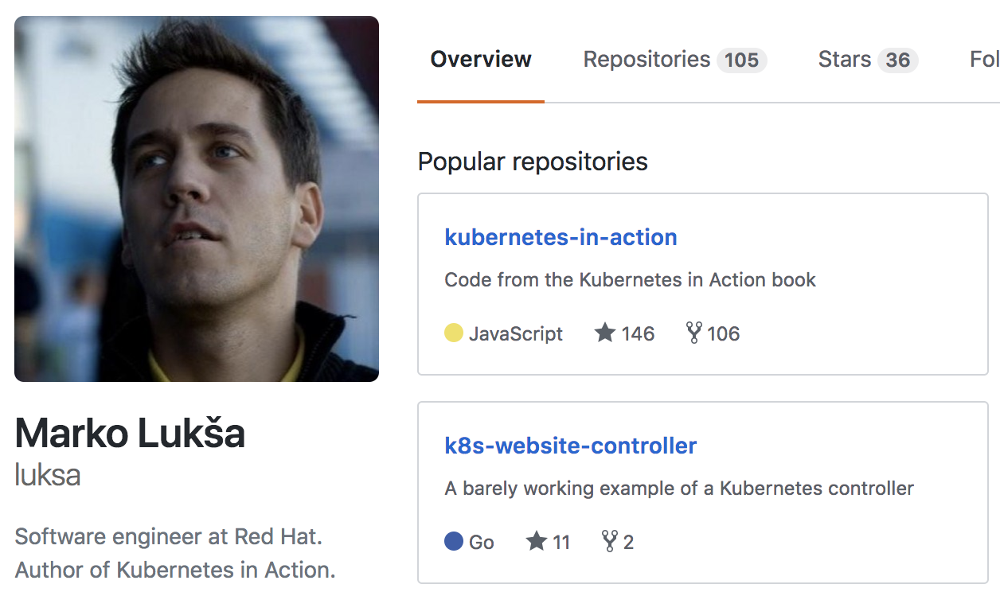 Overview Repositories 105 Stars 36 Fol
Popular repositories
kubernetes-in-action
Code from the Kubernetes in Action book
JavaScript 146 106
k8s-website-controller
A barely working example of a Kubernetes controller
Go 11 2
Marko Lukša
luksa
Software engineer at Red Hat.
Author of Kubernetes in Action.